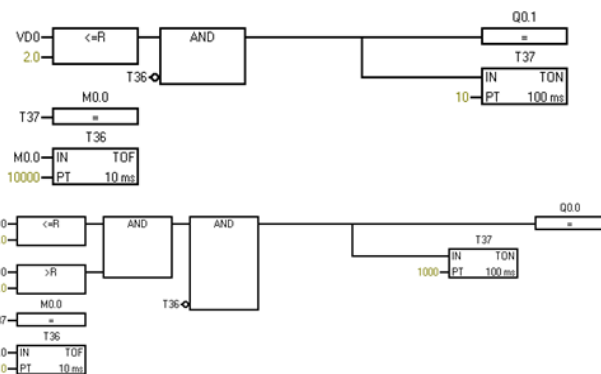 Q0.1
VD0 <=R AND =
2.0 T37
T36 IN TON
10 PT 100 ms
M0.0
T37 =
T36
M0.0 IN TOF
10000 PT 10 ms
<=R AND AND Q0.0
=
T37
>R IN TON
1000 PT 100 ms
M0.0 T36
=
T36
IN TOF
PT 10 ms